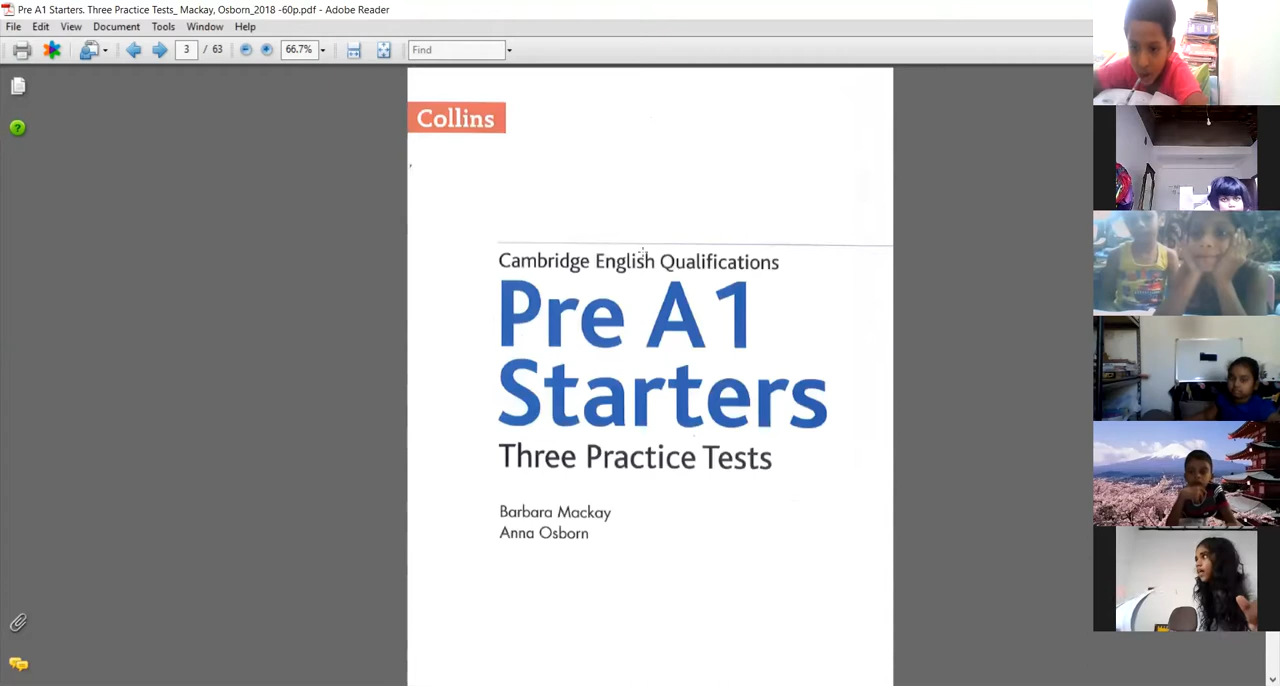 Pre A1 Starters. Three Practice Tests_ Mackay, Osborn_2018 -60p.pdf - Adobe Reader
File Edit View Document Tools Window Help
3 / 63 66.7% Find
Collins
Cambridge English Qualifications
Pre A1
Starters
Three Practice Tests
Barbara Mackay
Anna Osborn